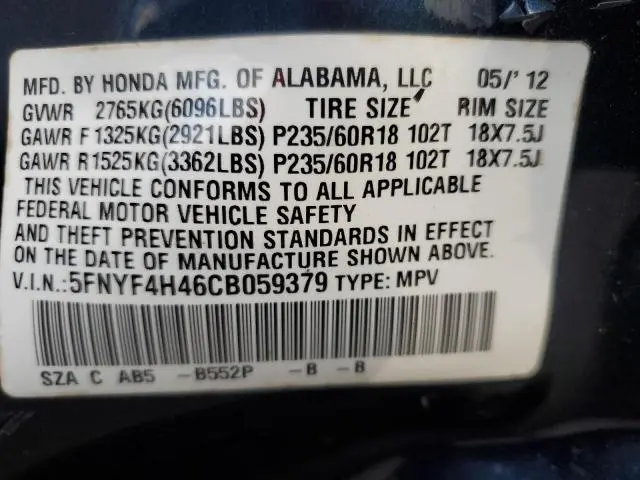 MFD. BY HONDA MFG. OF ALABAMA, LLC 05/'12
GVWR 2765KG(6096LBS) TIRE SIZE RIM SIZE
GAWR F1325KG(2921LBS) P235/60R18 102T 18X7.5J
GAWR R1525KG(3362LBS) P235/60R18 102T 18X7.5J
THIS VEHICLE CONFORMS TO ALL APPLICABLE
FEDERAL MOTOR VEHICLE SAFETY
AND THEFT PREVENTION STANDARDS IN EFFECT
ON THE DATE OF MANUFACTURE SHOWN ABOVE.
V.I.N.:5FNYF4H46CB059379 TYPE: MPV
SZA C AB5 -B552P -B -B